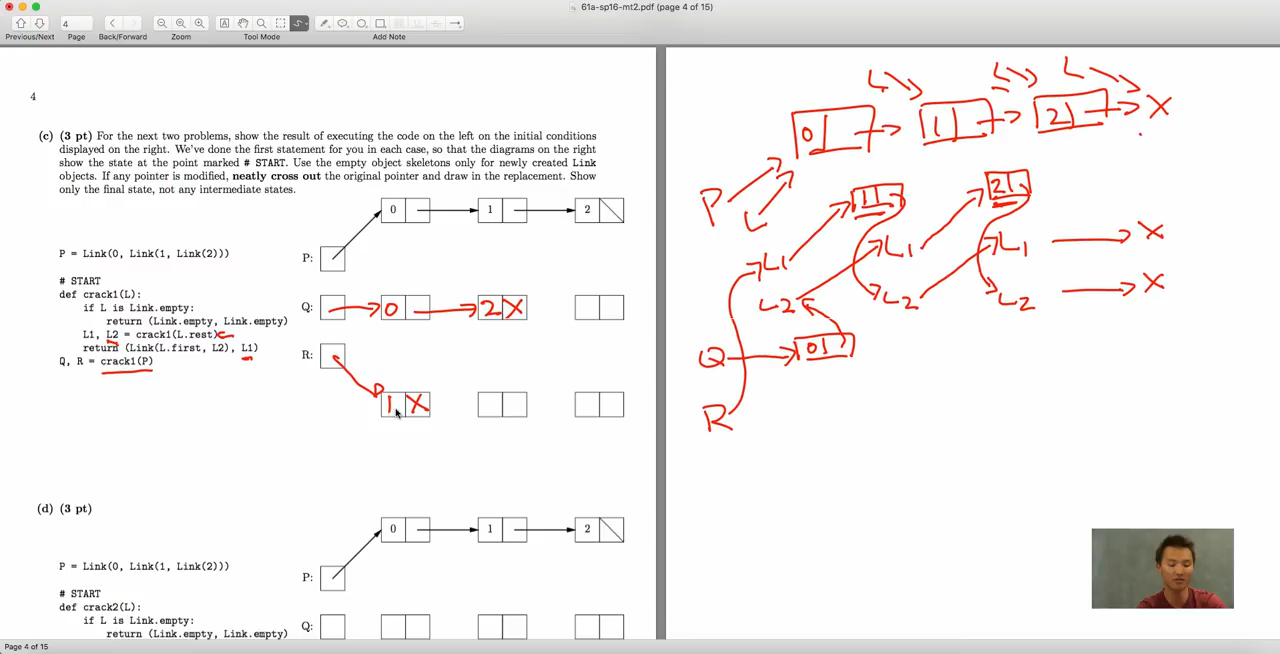 61a-sp16-mt2.pdf (page 4 of 15)
4
Previous/Next Page Back/Forward Zoom Tool Mode Add Note
4
(c) (3 pt) For the next two problems, show the result of executing the code on the left on the initial conditions
displayed on the right. We've done the first statement for you in each case, so that the diagrams on the right
show the state at the point marked # START. Use the empty object skeletons only for newly created Link
objects. If any pointer is modified, neatly cross out the original pointer and draw in the replacement. Show
only the final state, not any intermediate states.
0 1 2
P:
P = Link(0, Link(1, Link(2)))
# START
def crack1(L):
if L is Link.empty:
return (Link.empty, Link.empty)
L1, L2 = crack1(L.rest)
return (Link(L.first, L2), L1)
Q, R = crack1(P)
Q:
0 2 X
R:
1 X
(d) (3 pt)
0 1 2
P:
P = Link(0, Link(1, Link(2)))
# START
def crack2(L):
if L is Link.empty:
return (Link.empty, Link.empty)
Q:
L L L
0 1 2 X
P
L
1 2
L1 L1 L1 X
L2 L2 L2 X
Q 0
R
Page 4 of 15